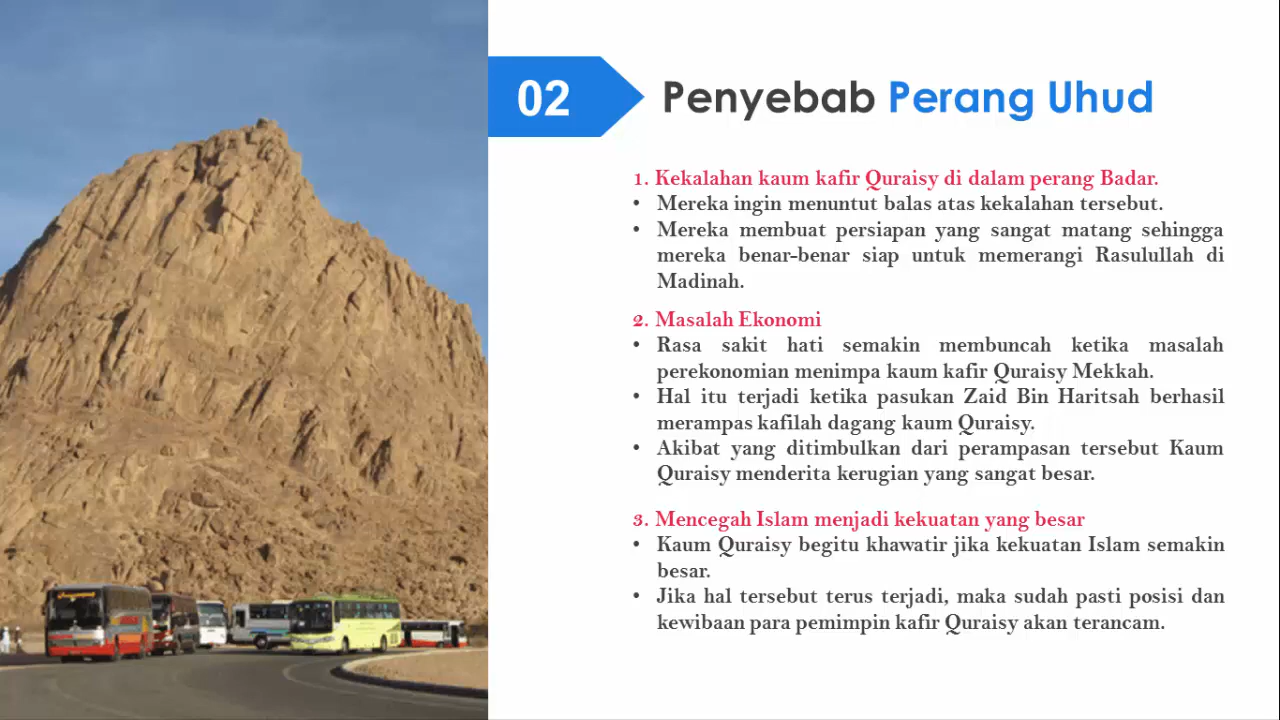 02
Penyebab Perang Uhud
1. Kekalahan kaum kafir Quraisy di dalam perang Badar.
• Mereka ingin menuntut balas atas kekalahan tersebut.
• Mereka membuat persiapan yang sangat matang sehingga
mereka benar-benar siap untuk memerangi Rasulullah di
Madinah.
2. Masalah Ekonomi
• Rasa sakit hati semakin membuncah ketika masalah
perekonomian menimpa kaum kafir Quraisy Mekkah.
• Hal itu terjadi ketika pasukan Zaid Bin Haritsah berhasil
merampas kafilah dagang kaum Quraisy.
• Akibat yang ditimbulkan dari perampasan tersebut Kaum
Quraisy menderita kerugian yang sangat besar.
3. Mencegah Islam menjadi kekuatan yang besar
• Kaum Quraisy begitu khawatir jika kekuatan Islam semakin
besar.
• Jika hal tersebut terus terjadi, maka sudah pasti posisi dan
kewibaan para pemimpin kafir Quraisy akan terancam.